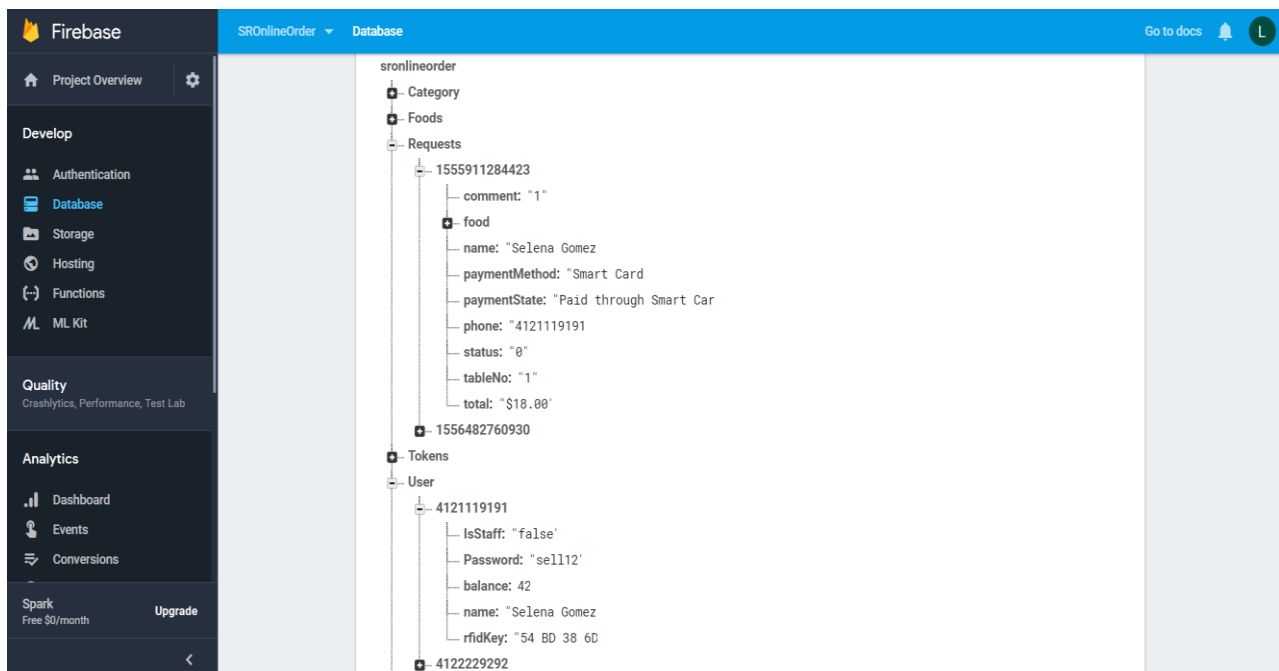 Firebase
SROnlineOrder Database Go to docs L
Project Overview
Develop
Authentication
Database
Storage
Hosting
Functions
ML Kit
Quality
Crashlytics, Performance, Test Lab
Analytics
Dashboard
Events
Conversions
Spark
Free $0/month
Upgrade
sronlineorder
Category
Foods
Requests
1555911284423
comment: "1"
food
name: "Selena Gomez
paymentMethod: "Smart Card
paymentState: "Paid through Smart Car
phone: "4121119191
status: "0"
tableNo: "1"
total: "$18.00'
1556482760930
Tokens
User
4121119191
IsStaff: "false'
Password: "sell12'
balance: 42
name: "Selena Gomez
rfidKey: "54 BD 38 6D
4122229292